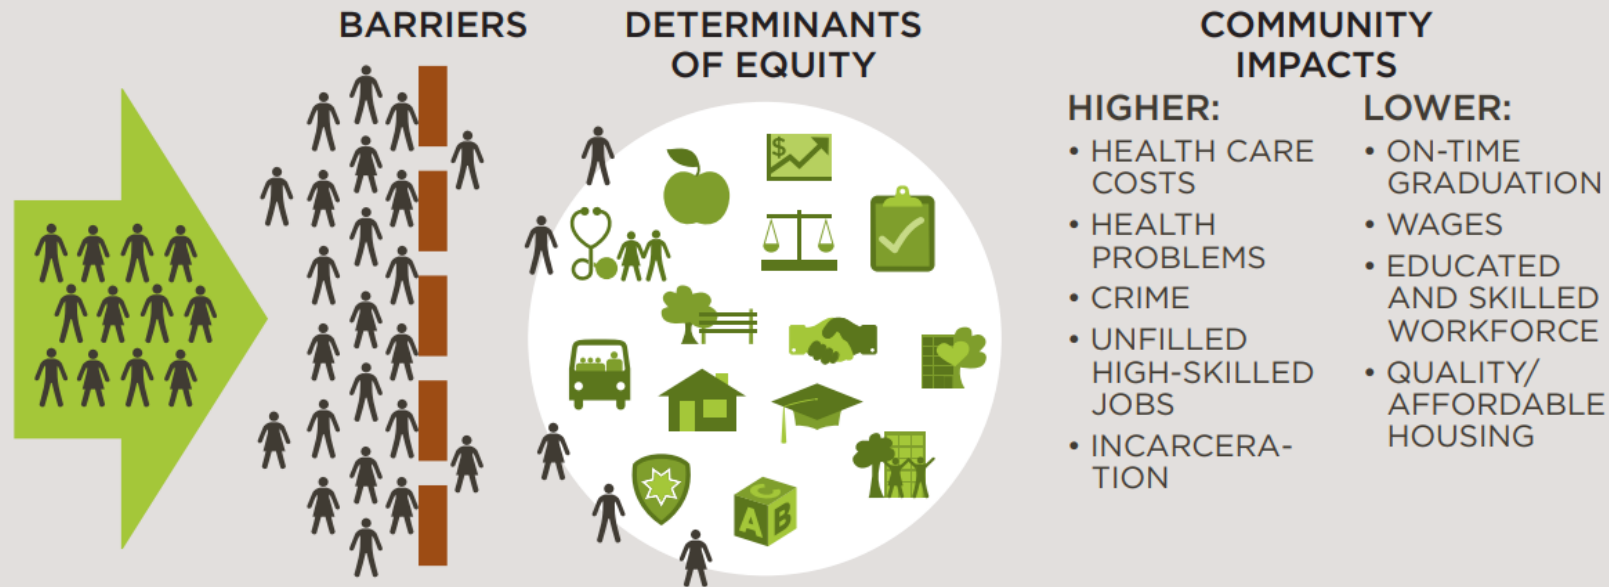 BARRIERS
DETERMINANTS
OF EQUITY
$
C
A B
COMMUNITY
IMPACTS
HIGHER:
• HEALTH CARE
COSTS
• HEALTH
PROBLEMS
• CRIME
• UNFILLED
HIGH-SKILLED
JOBS
• INCARCERA-
TION
LOWER:
• ON-TIME
GRADUATION
• WAGES
• EDUCATED
AND SKILLED
WORKFORCE
• QUALITY/
AFFORDABLE
HOUSING